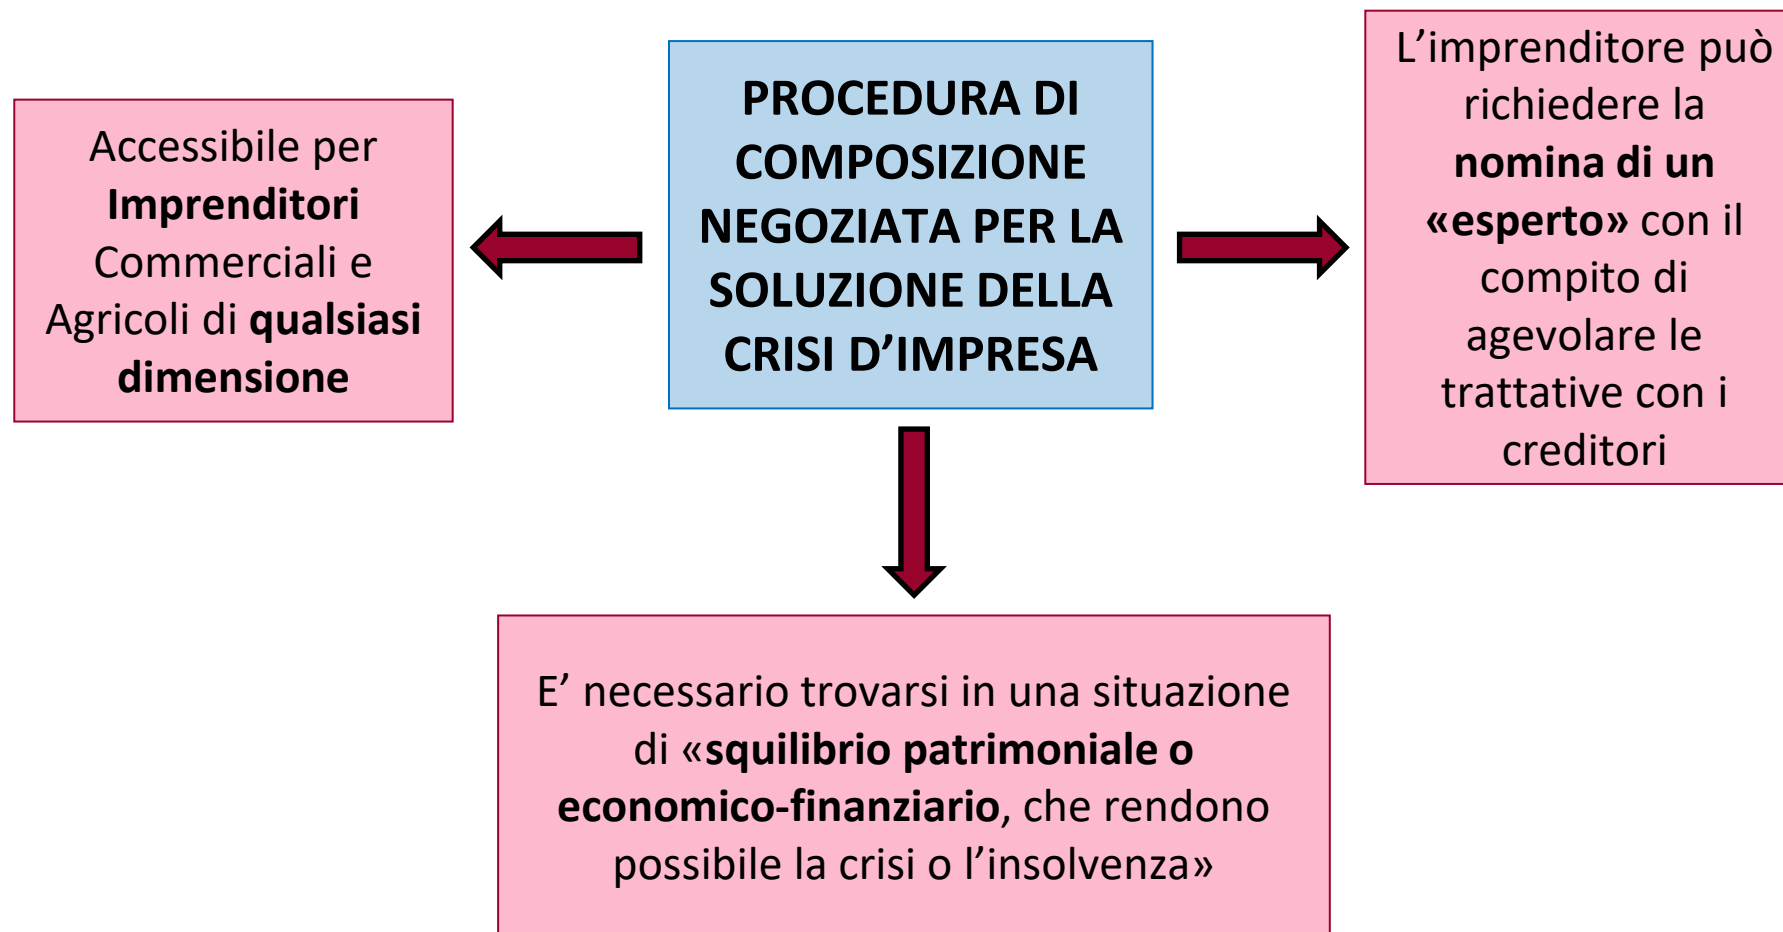 Accessibile per
Imprenditori
Commerciali e
Agricoli di qualsiasi
dimensione
PROCEDURA DI
COMPOSIZIONE
NEGOZIATA PER LA
SOLUZIONE DELLA
CRISI D’IMPRESA
L’imprenditore può
richiedere la
nomina di un
«esperto» con il
compito di
agevolare le
trattative con i
creditori
E’ necessario trovarsi in una situazione
di «squilibrio patrimoniale o
economico-finanziario, che rendono
possibile la crisi o l’insolvenza»